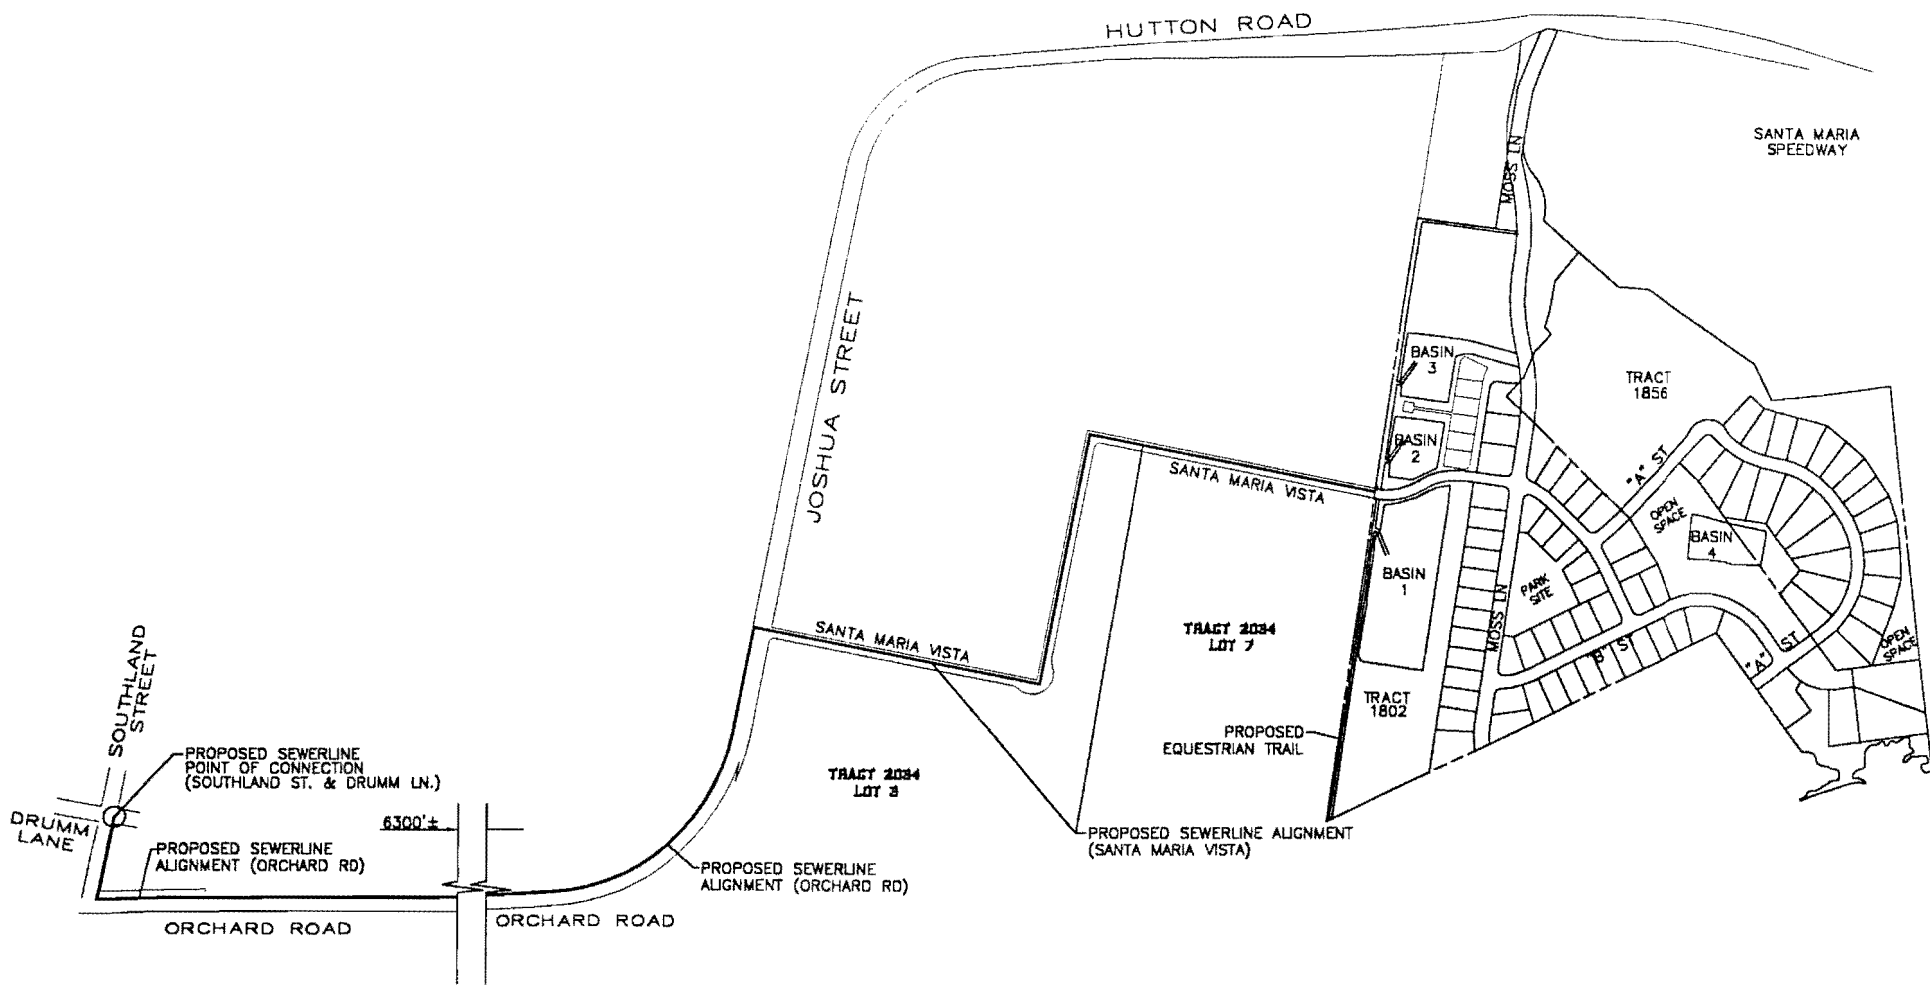 HUTTON ROAD
SANTA MARIA
SPEEDWAY
MOSS LN
JOSHUA STREET
BASIN
3
TRACT
1856
BASIN
2
SANTA MARIA VISTA
"A" ST
OPEN
SPACE
BASIN
4
BASIN
1
PARK
SITE
MOSS LN
SANTA MARIA VISTA
TRACT 2034
LOT 7
"B" ST
"A" ST
OPEN
SPACE
TRACT
1802
PROPOSED
EQUESTRIAN TRAIL
SOUTHLAND
STREET
PROPOSED SEWERLINE
POINT OF CONNECTION
(SOUTHLAND ST. & DRUMM LN.)
TRACT 2034
LOT 3
DRUMM
LANE
6300'±
PROPOSED SEWERLINE
ALIGNMENT (ORCHARD RD)
PROPOSED SEWERLINE ALIGNMENT
(SANTA MARIA VISTA)
PROPOSED SEWERLINE
ALIGNMENT (ORCHARD RD)
ORCHARD ROAD
ORCHARD ROAD